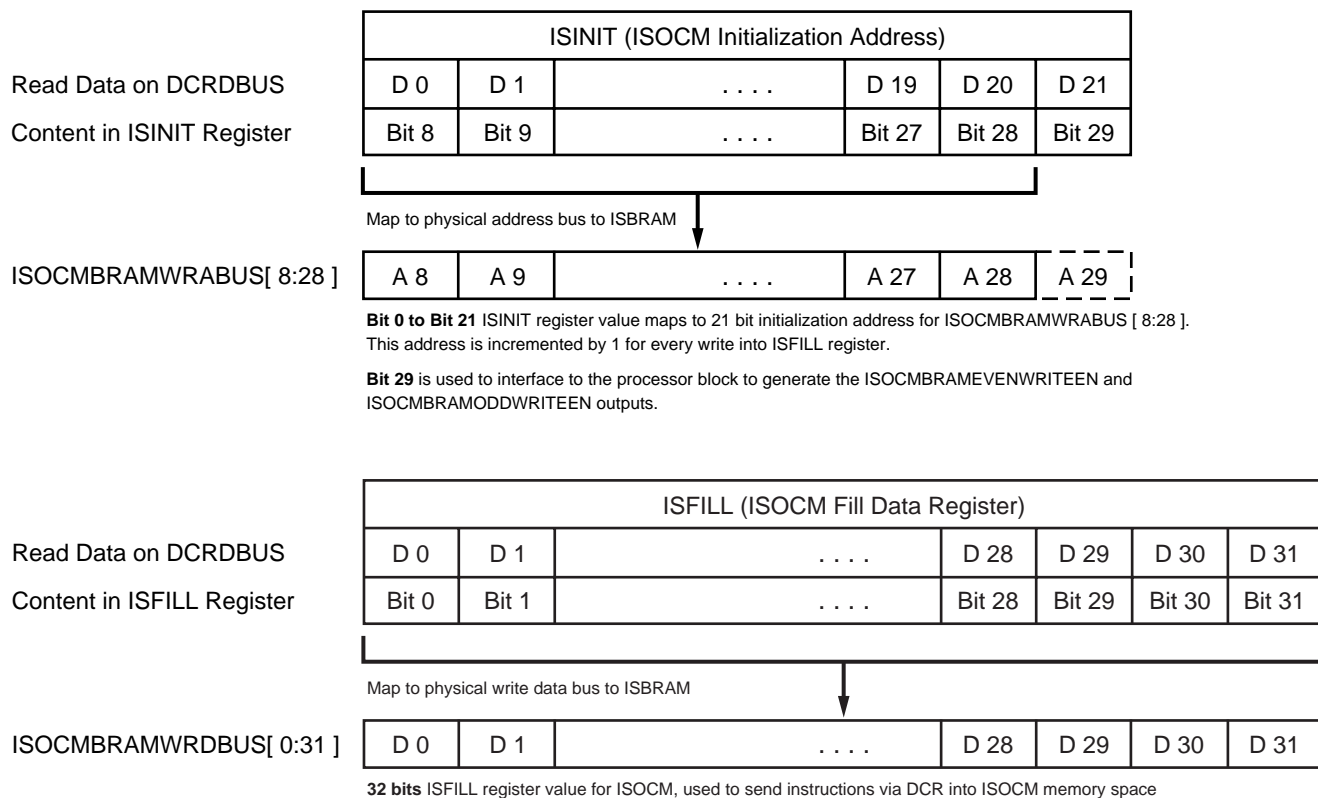 ISINIT (ISOCM Initialization Address)
Read Data on DCRDBUS D 0 D 1 . . . . D 19 D 20 D 21
Content in ISINIT Register Bit 8 Bit 9 . . . . Bit 27 Bit 28 Bit 29
Map to physical address bus to ISBRAM
ISOCMBRAMWRABUS[ 8:28 ] A 8 A 9 . . . . A 27 A 28 A 29
Bit 0 to Bit 21 ISINIT register value maps to 21 bit initialization address for ISOCMBRAMWRABUS [ 8:28 ].
This address is incremented by 1 for every write into ISFILL register.
Bit 29 is used to interface to the processor block to generate the ISOCMBRAMEVENWRITEEN and
ISOCMBRAMODDWRITEEN outputs.
ISFILL (ISOCM Fill Data Register)
Read Data on DCRDBUS D 0 D 1 . . . . D 28 D 29 D 30 D 31
Content in ISFILL Register Bit 0 Bit 1 . . . . Bit 28 Bit 29 Bit 30 Bit 31
Map to physical write data bus to ISBRAM
ISOCMBRAMWRDBUS[ 0:31 ] D 0 D 1 . . . . D 28 D 29 D 30 D 31
32 bits ISFILL register value for ISOCM, used to send instructions via DCR into ISOCM memory space